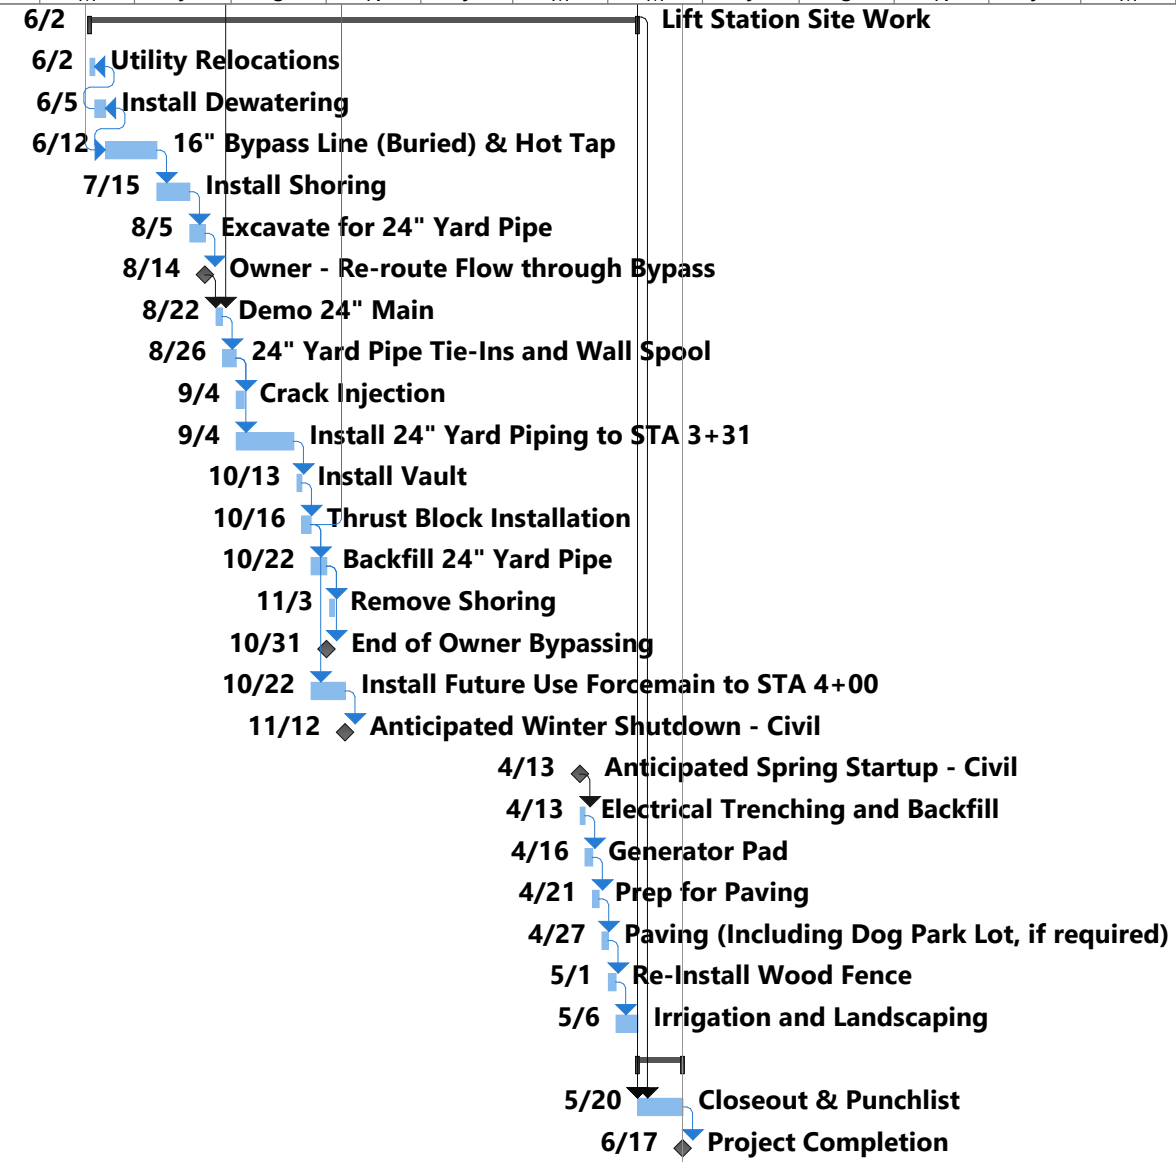 6/2 Lift Station Site Work
6/2 Utility Relocations
6/5 Install Dewatering
6/12 16" Bypass Line (Buried) & Hot Tap
7/15 Install Shoring
8/5 Excavate for 24" Yard Pipe
8/14 Owner - Re-route Flow through Bypass
8/22 Demo 24" Main
8/26 24" Yard Pipe Tie-Ins and Wall Spool
9/4 Crack Injection
9/4 Install 24" Yard Piping to STA 3+31
10/13 Install Vault
10/16 Thrust Block Installation
10/22 Backfill 24" Yard Pipe
11/3 Remove Shoring
10/31 End of Owner Bypassing
10/22 Install Future Use Forcemain to STA 4+00
11/12 Anticipated Winter Shutdown - Civil
4/13 Anticipated Spring Startup - Civil
4/13 Electrical Trenching and Backfill
4/16 Generator Pad
4/21 Prep for Paving
4/27 Paving (Including Dog Park Lot, if required)
5/1 Re-Install Wood Fence
5/6 Irrigation and Landscaping
5/20 Closeout & Punchlist
6/17 Project Completion